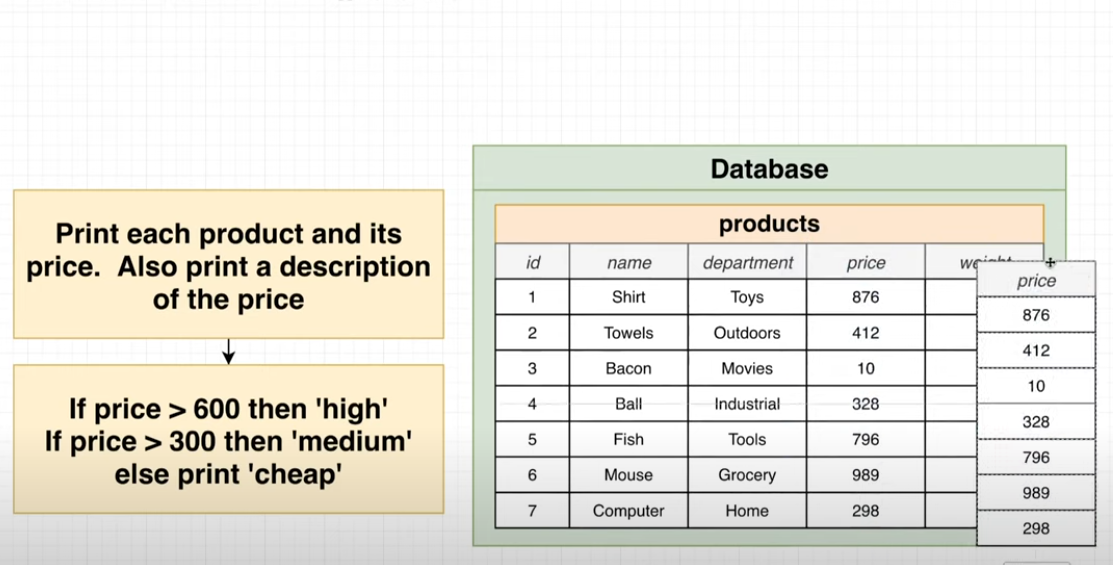 Print each product and its
price. Also print a description
of the price
If price > 600 then 'high'
If price > 300 then 'medium'
else print 'cheap'
Database
products
id name department price
1 Shirt Toys 876
2 Towels Outdoors 412
3 Bacon Movies 10
4 Ball Industrial 328
5 Fish Tools 796
6 Mouse Grocery 989
7 Computer Home 298
price
876
412
10
328
796
989
298